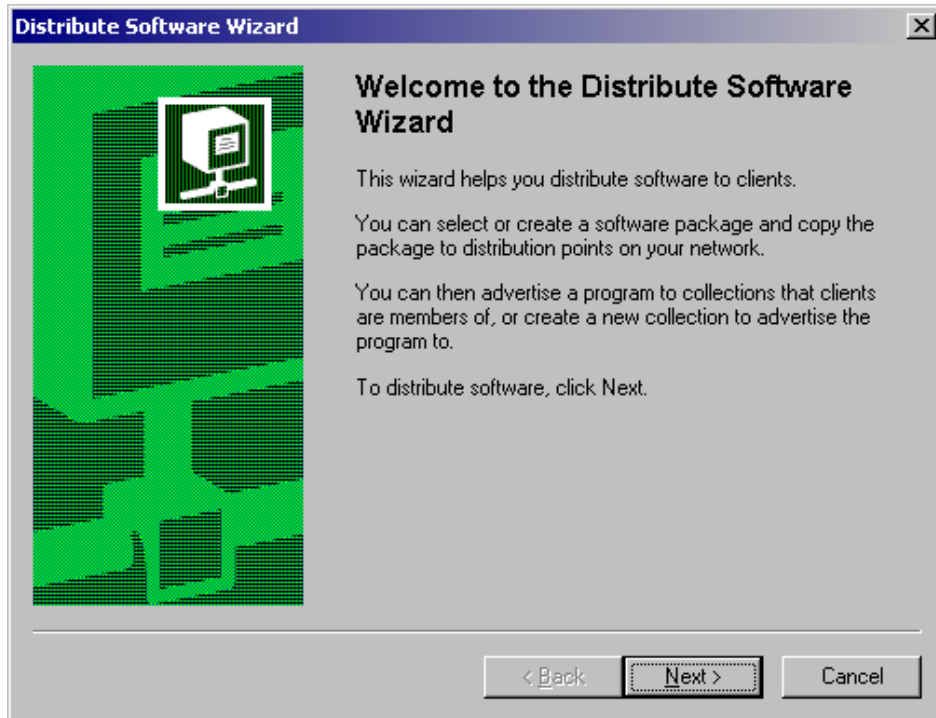 Distribute Software Wizard
Welcome to the Distribute Software
Wizard
This wizard helps you distribute software to clients.
You can select or create a software package and copy the
package to distribution points on your network.
You can then advertise a program to collections that clients
are members of, or create a new collection to advertise the
program to.
To distribute software, click Next.
< Back
Next >
Cancel